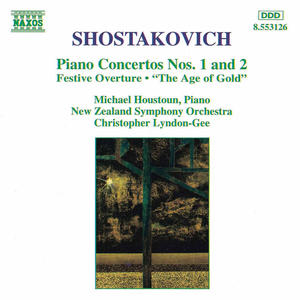 NAXOS
DDD
8.553126
SHOSTAKOVICH
Piano Concertos Nos. 1 and 2
Festive Overture • “The Age of Gold”
Michael Houstoun, Piano
New Zealand Symphony Orchestra
Christopher Lyndon-Gee